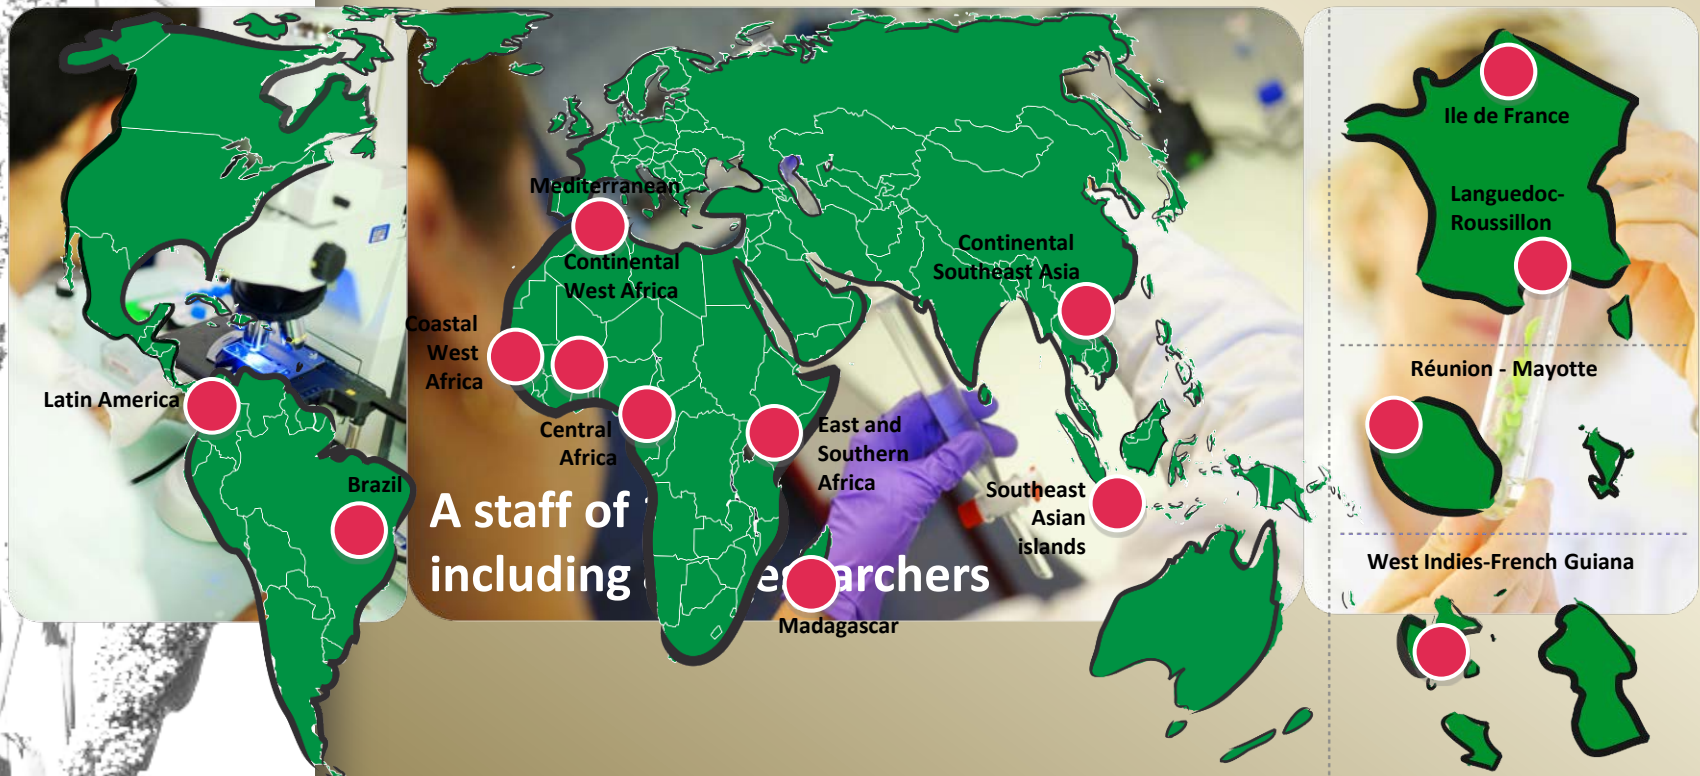 Mediterranean
Continental
West Africa
Coastal
West
Africa
Latin America
Central
Africa
East and
Southern
Africa
Brazil
Continental
Southeast Asia
Southeast
Asian
islands
Madagascar
A staff of
including
Ile de France
Languedoc-
Roussillon
Réunion - Mayotte
West Indies-French Guiana